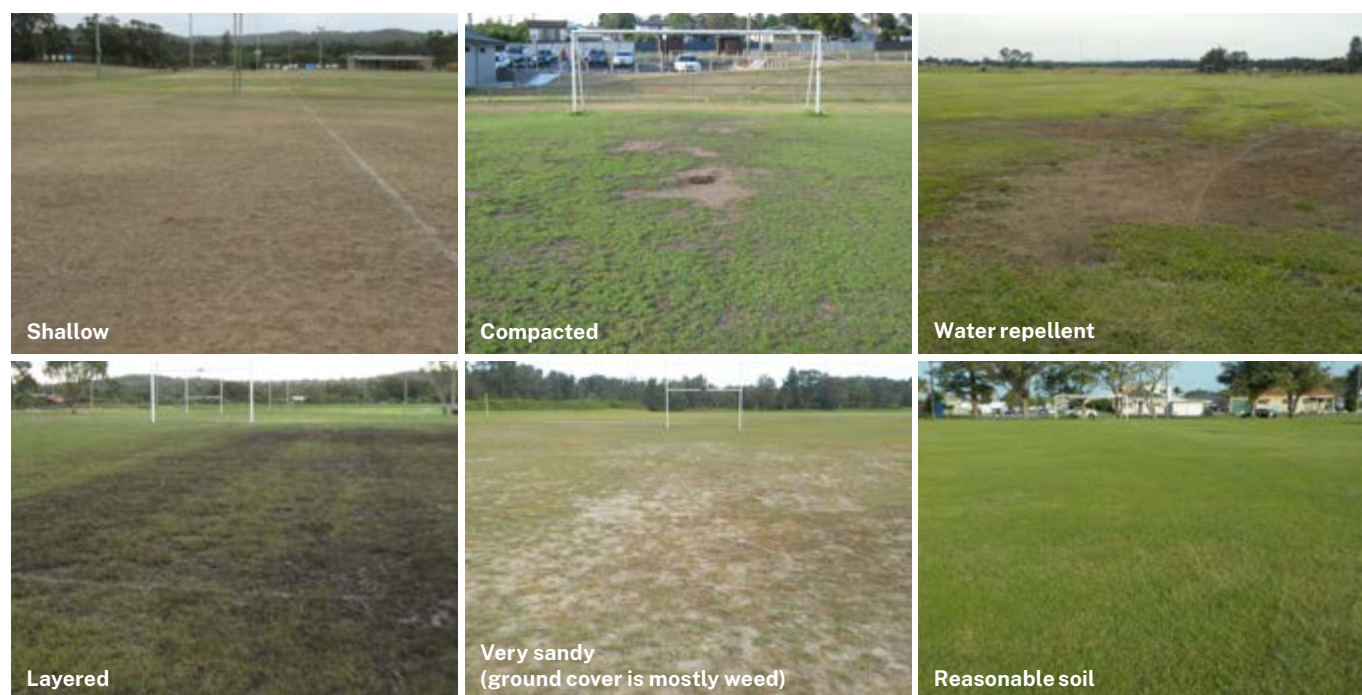 Shallow
Compacted
Water repellent
Layered
Very sandy
(ground cover is mostly weed)
Reasonable soil